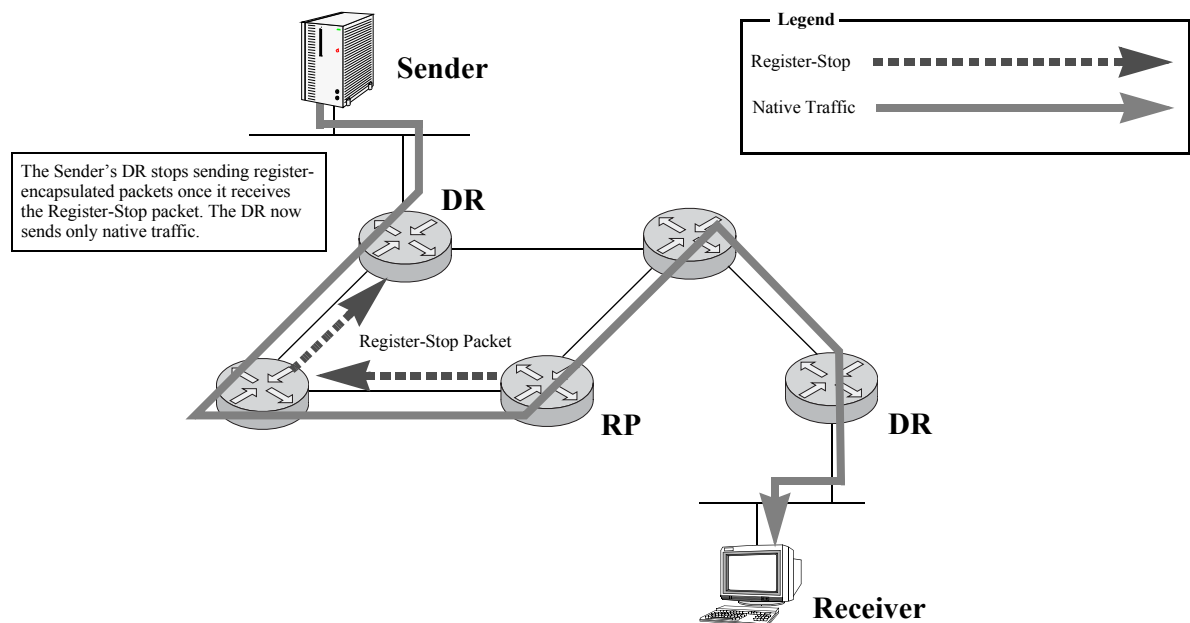 Legend
Register-Stop
Native Traffic
Sender
The Sender's DR stops sending register-
encapsulated packets once it receives
the Register-Stop packet. The DR now
sends only native traffic.
DR
Register-Stop Packet
RP
DR
Receiver